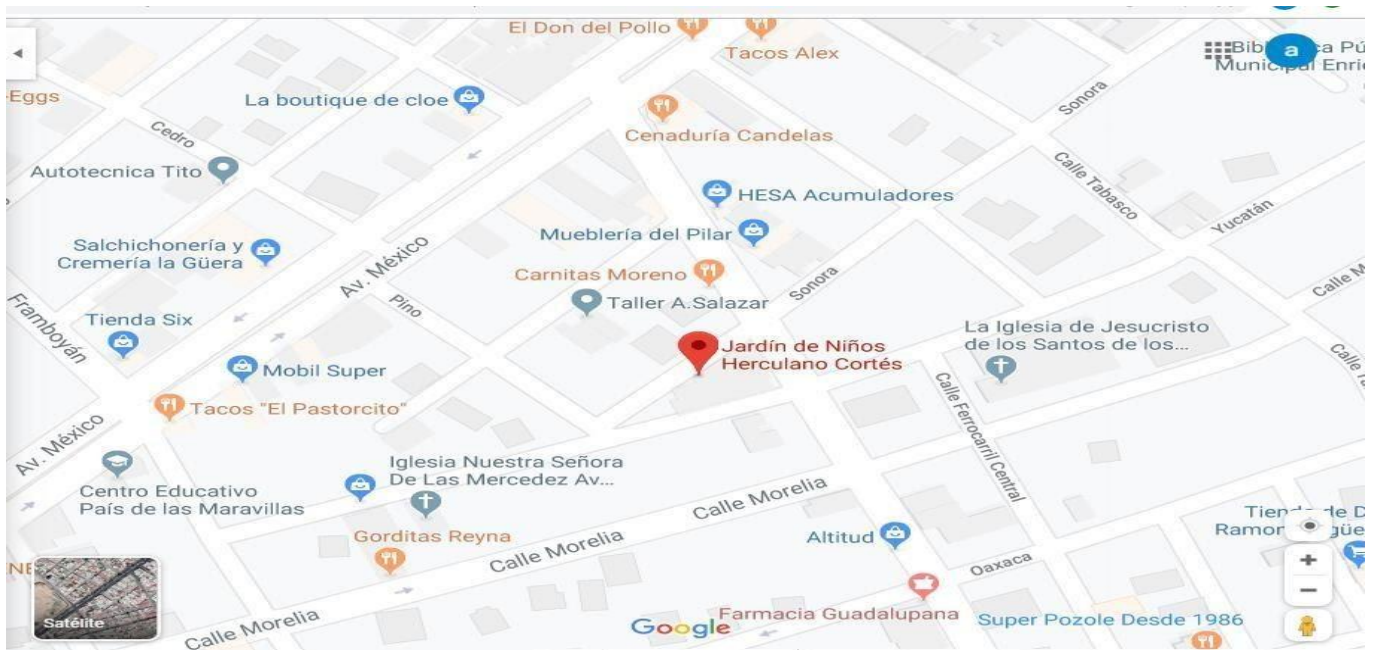 El Don del Pollo
Tacos Alex
Municipal Enri
-Eggs
La boutique de cloe
a
Sonora
Cedro
Cenaduría Candelas
Autotecnica Tito
Calle Tabasco
HESA Acumuladores
Yucatán
Salchichonería y
Cremería la Güera
Av. México
Mueblería del Pilar
Carnitas Moreno
Sonora
Calle M
Framboyán
Pino
Taller A.Salazar
Tienda Six
La Iglesia de Jesucristo
de los Santos de los...
Jardín de Niños
Herculano Cortés
Calle
Mobil Super
Tacos "El Pastorcito"
Calle Ferrocarril Central
Av. México
Iglesia Nuestra Señora
De Las Mercedez Av...
Centro Educativo
País de las Maravillas
Calle Morelia
Altitud
Gorditas Reyna
Calle Morelia
Oaxaca
Satélite
Calle Morelia
Google
Farmacia Guadalupana
Super Pozole Desde 1986